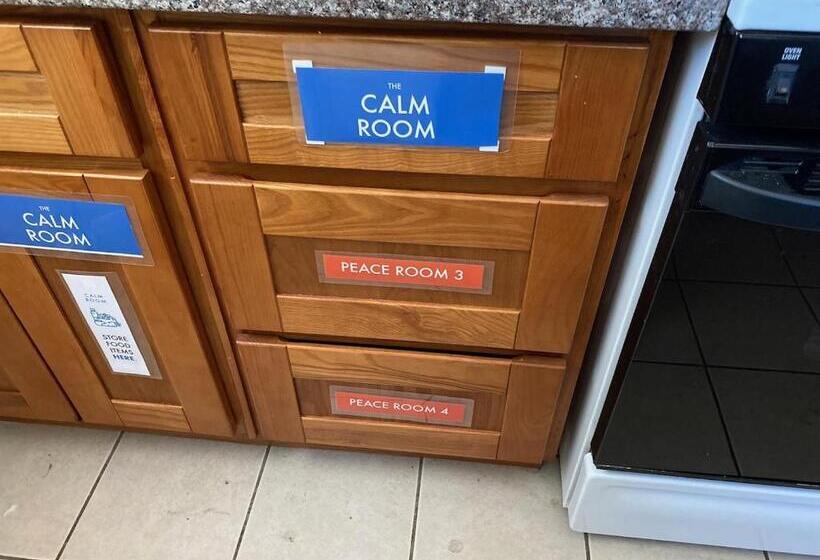 OVEN
LIGHT
THE
CALM
ROOM
THE
CALM
ROOM
CALM
ROOM
STORE
FOOD
ITEMS
HERE
PEACE ROOM 3
PEACE ROOM 4